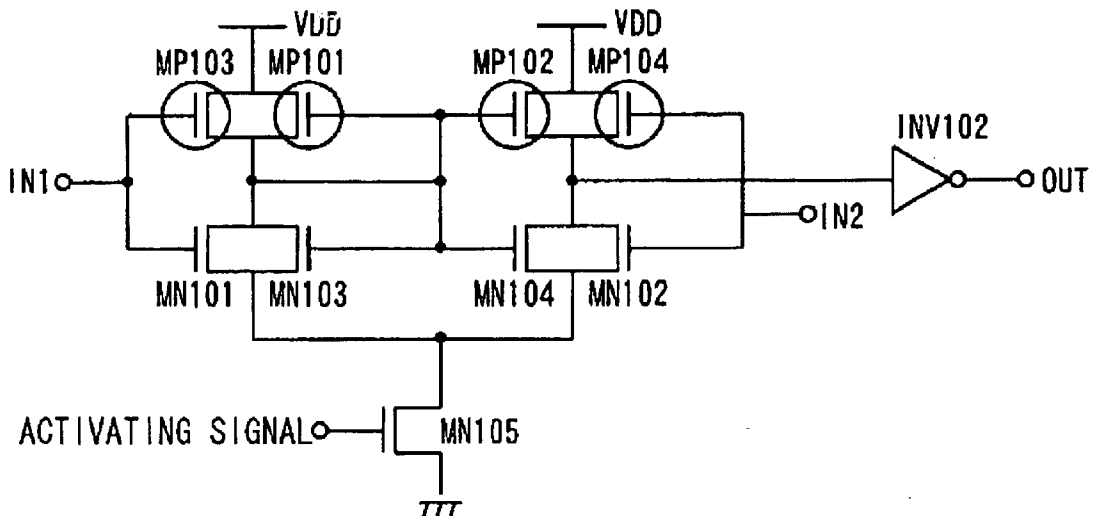 VDD VDD
MP103 MP101 MP102 MP104
INV102
IN1 OUT
IN2
MN101 MN103 MN104 MN102
ACTIVATING SIGNAL MN105